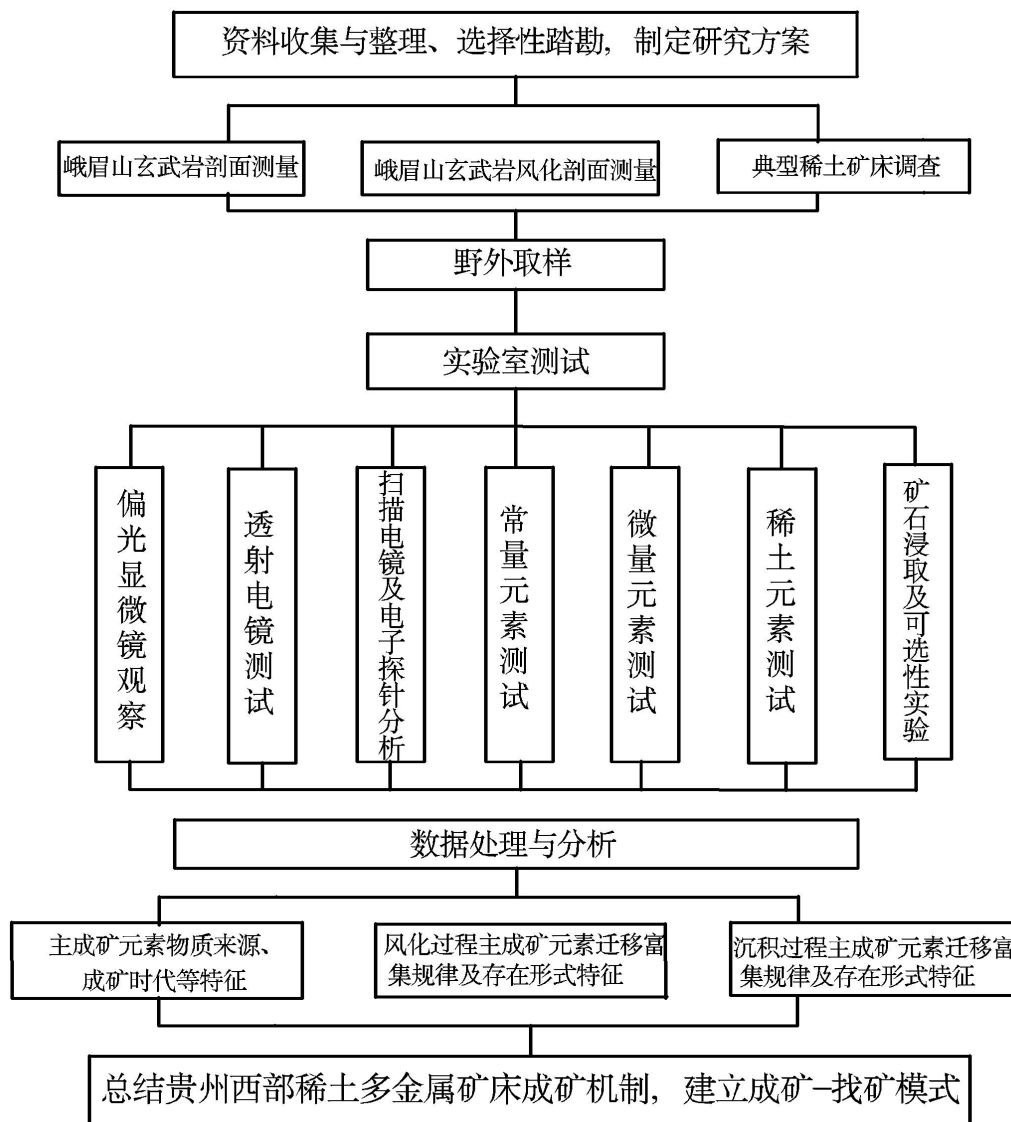 资料收集与整理、选择性踏勘，制定研究方案
峨眉山玄武岩剖面测量
峨眉山玄武岩风化剖面测量
典型稀土矿床调查
野外取样
实验室测试
偏光显微镜观察
透射电镜测试
扫描电镜及电子探针分析
常量元素测试
微量元素测试
稀土元素测试
矿石浸取及可选性实验
数据处理与分析
主成矿元素物质来源、
成矿时代等特征
风化过程主成矿元素迁移富
集规律及存在形式特征
沉积过程主成矿元素迁移富
集规律及存在形式特征
总结贵州西部稀土多金属矿床成矿机制，建立成矿-找矿模式